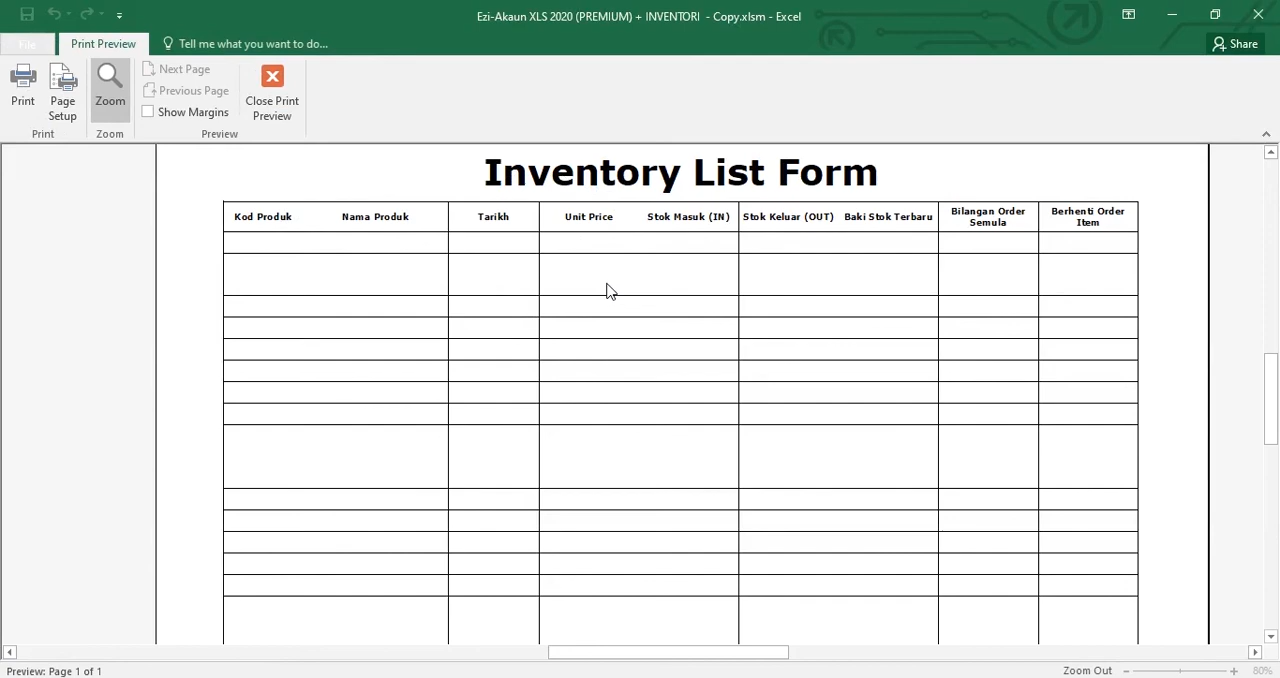 Ezi-Akaun XLS 2020 (PREMIUM) + INVENTORI - Copy.xlsm - Excel
File
Print Preview
Tell me what you want to do...
Share
Print
Page Setup
Zoom
Next Page
Previous Page
Show Margins
Close Print Preview
Print
Zoom
Preview
Inventory List Form
Kod Produk
Nama Produk
Tarikh
Unit Price
Stok Masuk (IN)
Stok Keluar (OUT)
Baki Stok Terbaru
Bilangan Order
Semula
Berhenti Order
Item
Preview: Page 1 of 1
Zoom Out
80%